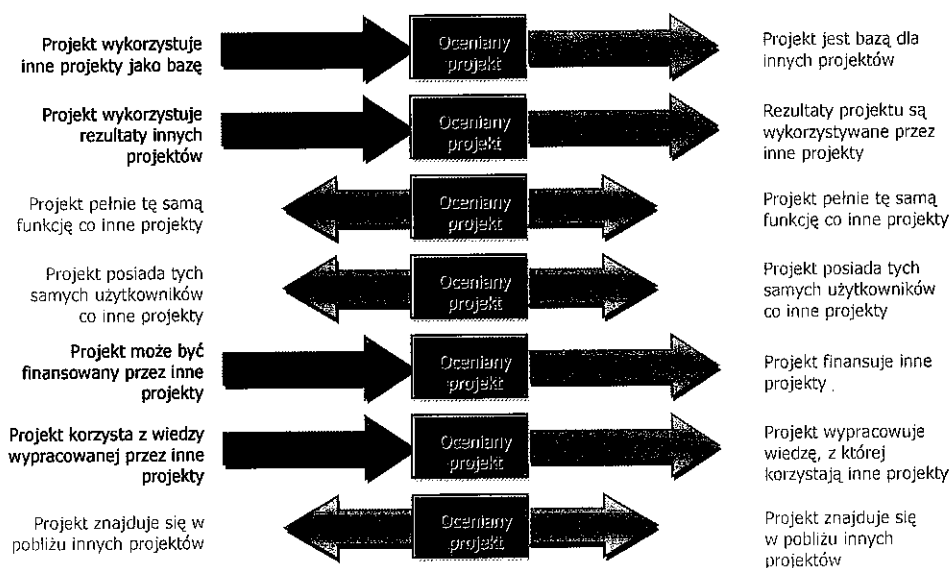 Projekt wykorzystuje
inne projekty jako bazę
Oceniany
projekt
Projekt jest bazą dla
innych projektów
Projekt wykorzystuje
rezultaty innych
projektów
Oceniany
projekt
Rezultaty projektu są
wykorzystywane przez
inne projekty
Projekt pełnie tę samą
funkcję co inne projekty
Oceniany
projekt
Projekt pełnie tę samą
funkcję co inne projekty
Projekt posiada tych
samych użytkowników
co inne projekty
Oceniany
projekt
Projekt posiada tych
samych użytkowników
co inne projekty
Projekt może być
finansowany przez inne
projekty
Oceniany
projekt
Projekt finansuje inne
projekty .
Projekt korzysta z wiedzy
wypracowanej przez inne
projekty
Oceniany
projekt
Projekt wypracowuje
wiedzę, z której
korzystają inne projekty
Projekt znajduje się w
pobliżu innych projektów
Oceniany
projekt
Projekt znajduje się
w pobliżu innych
projektów